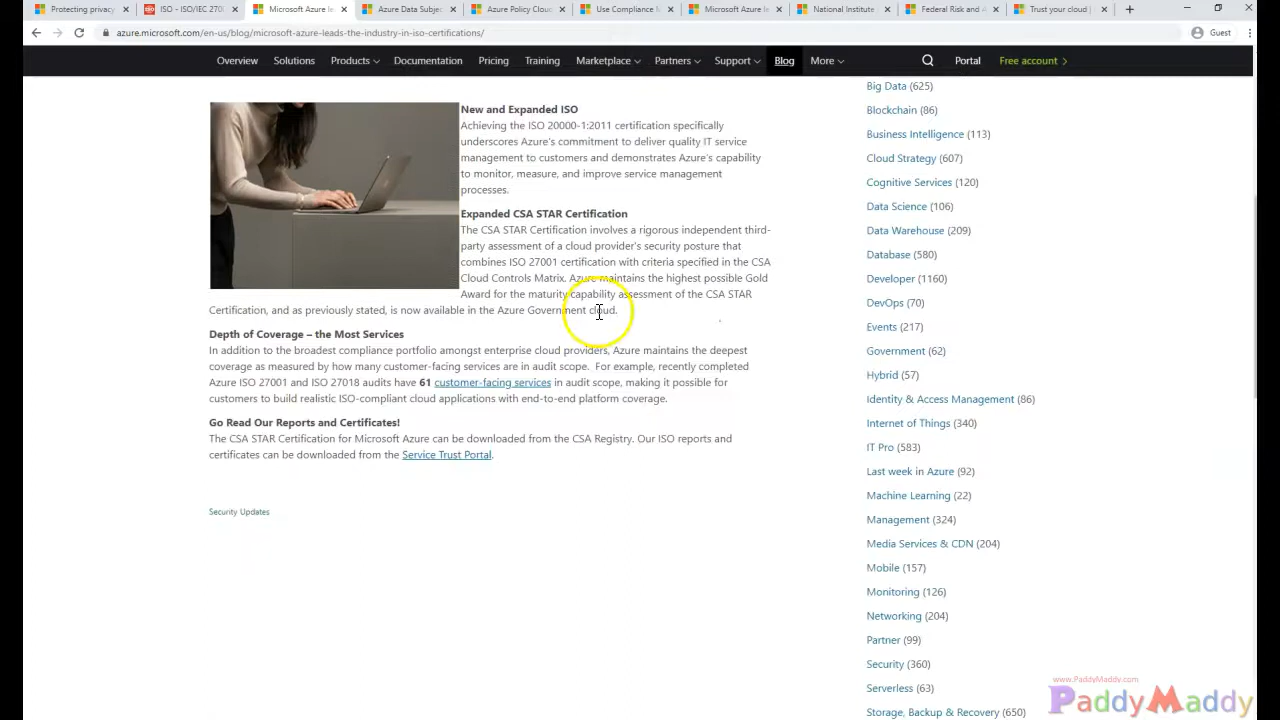 Protecting privacy
ISO - ISO/IEC 270
Microsoft Azure le
Azure Data Subjec
Azure Policy Clou
Use Compliance M
Microsoft Azure le
National Institute
Federal Risk and A
Trust your cloud
azure.microsoft.com/en-us/blog/microsoft-azure-leads-the-industry-in-iso-certifications/
Guest
Overview Solutions Products Documentation Pricing Training Marketplace Partners Support Blog More Portal Free account
New and Expanded ISO
Achieving the ISO 20000-1:2011 certification specifically
underscores Azure's commitment to deliver quality IT service
management to customers and demonstrates Azure's capability
to monitor, measure, and improve service management
processes.
Expanded CSA STAR Certification
The CSA STAR Certification involves a rigorous independent third-
party assessment of a cloud provider's security posture that
combines ISO 27001 certification with criteria specified in the CSA
Cloud Controls Matrix. Azure maintains the highest possible Gold
Award for the maturity capability assessment of the CSA STAR
Certification, and as previously stated, is now available in the Azure Government cloud.
Depth of Coverage – the Most Services
In addition to the broadest compliance portfolio amongst enterprise cloud providers, Azure maintains the deepest
coverage as measured by how many customer-facing services are in audit scope. For example, recently completed
Azure ISO 27001 and ISO 27018 audits have 61 customer-facing services in audit scope, making it possible for
customers to build realistic ISO-compliant cloud applications with end-to-end platform coverage.
Go Read Our Reports and Certificates!
The CSA STAR Certification for Microsoft Azure can be downloaded from the CSA Registry. Our ISO reports and
certificates can be downloaded from the Service Trust Portal.
Security Updates
Big Data (625)
Blockchain (86)
Business Intelligence (113)
Cloud Strategy (607)
Cognitive Services (120)
Data Science (106)
Data Warehouse (209)
Database (580)
Developer (1160)
DevOps (70)
Events (217)
Government (62)
Hybrid (57)
Identity & Access Management (86)
Internet of Things (340)
IT Pro (583)
Last week in Azure (92)
Machine Learning (22)
Management (324)
Media Services & CDN (204)
Mobile (157)
Monitoring (126)
Networking (204)
Partner (99)
Security (360)
Serverless (63)
Storage, Backup & Recovery (650)
www.PaddyMaddy.com
PaddyMaddy